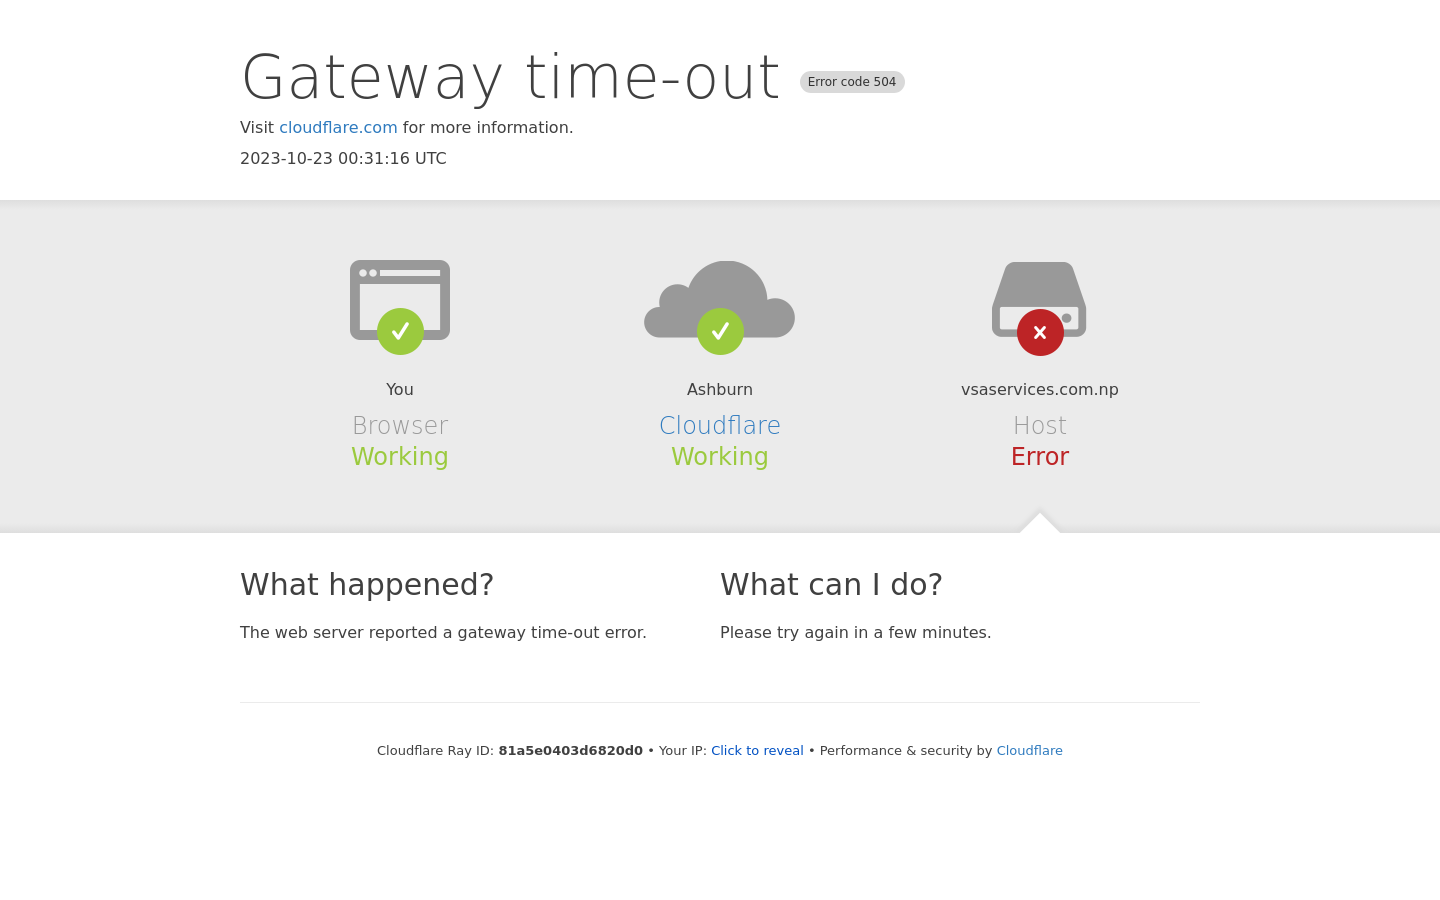 Gateway time-out Error code 504
Visit cloudflare.com for more information.
2023-10-23 00:31:16 UTC
You
Browser
Working
Ashburn
Cloudflare
Working
vsaservices.com.np
Host
Error
What happened?
The web server reported a gateway time-out error.
What can I do?
Please try again in a few minutes.
Cloudflare Ray ID: 81a5e0403d6820d0 • Your IP: Click to reveal • Performance & security by Cloudflare